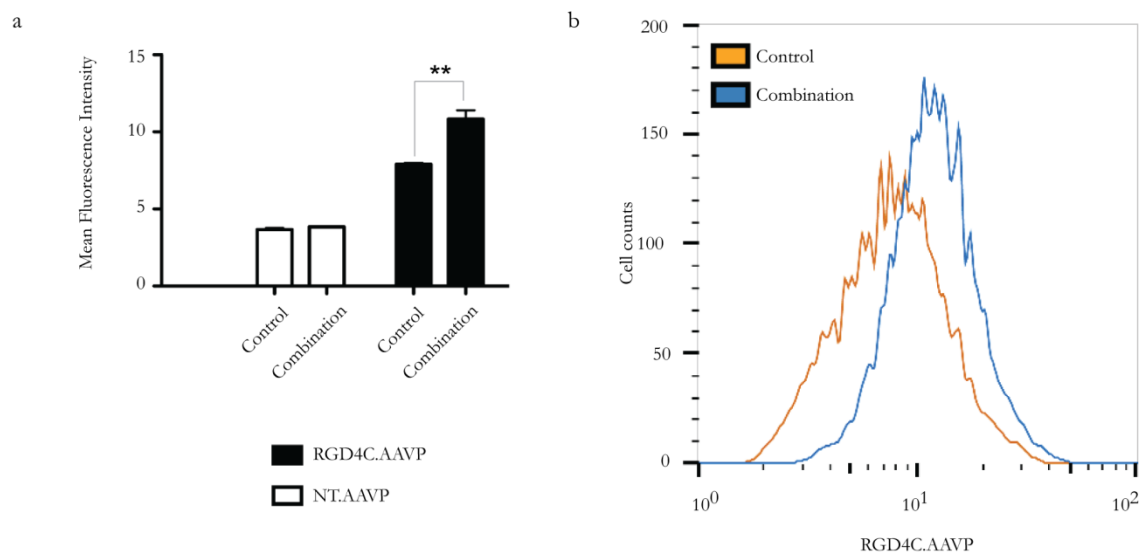 a
Mean Fluorescence Intensity
15
10
5
0
**
Control
Combination
Control
Combination
RGD4C.AAVP
NT.AAVP
b
Cell counts
200
150
100
50
0
Control
Combination
10^0
10^1
10^2
RGD4C.AAVP